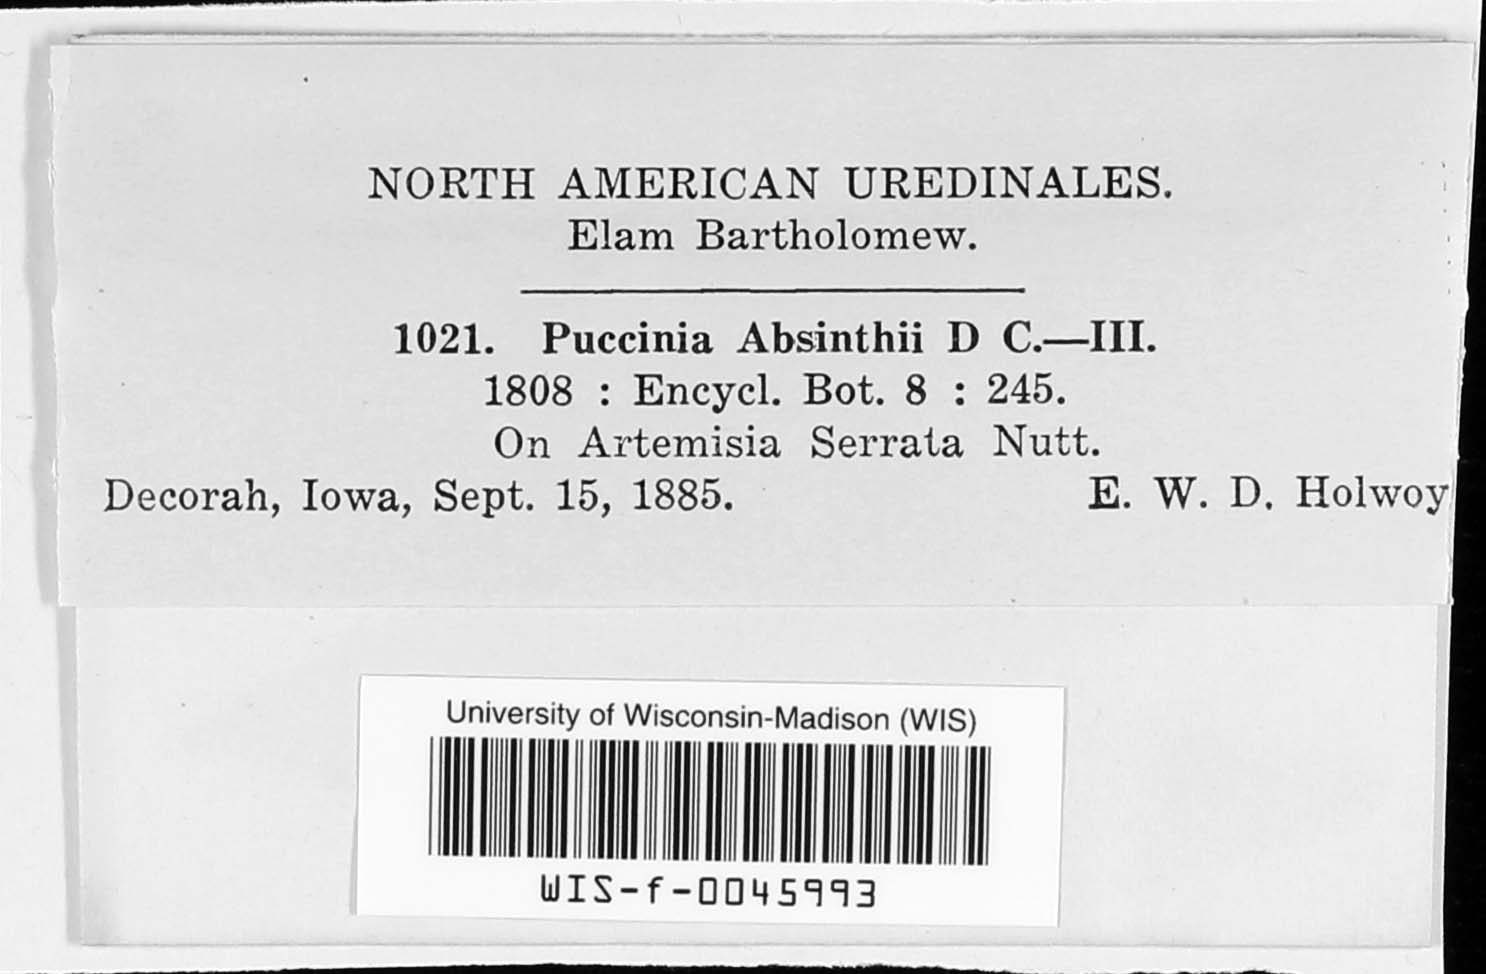 NORTH AMERICAN UREDINALES.
Elam Bartholomew.
1021. Puccinia Absinthii D C.—III.
1808 : Encycl. Bot. 8 : 245.
On Artemisia Serrata Nutt.
Decorah, Iowa, Sept. 15, 1885. E. W. D. Holwoy
University of Wisconsin-Madison (WIS)
WIS-f-0045993